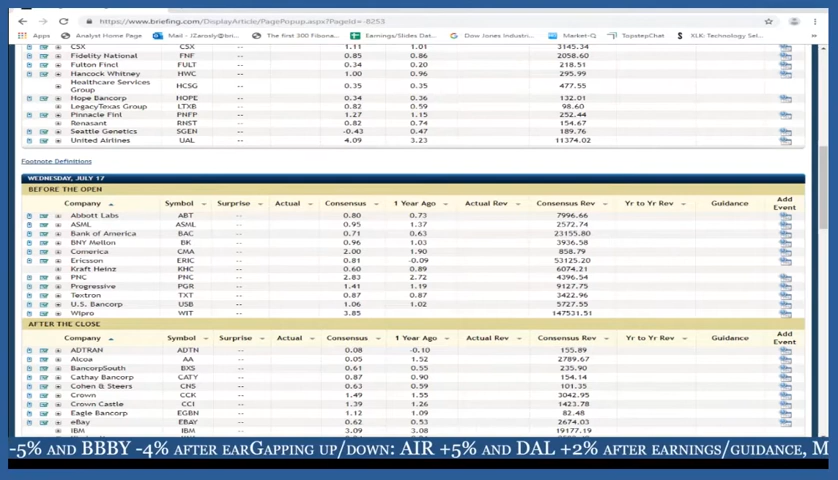 https://www.briefing.com/DisplayArticle/PagePopup.aspx?PageId=-8253
Apps Analyst Home Page Mail - JZarosly@bri... The first 300 Fibona... Earning/Slides Dat... Dow Jones Industri... Market-Q TopstepChat XLK: Technology Sel...
CSX CSX 1.11 1.01 3145.34
Fidelity National FNF 0.85 0.86 2058.60
Fulton Fincl FULT 0.34 0.20 218.51
Hancock Whitney HWC 1.00 0.96 295.99
Healthcare Services Group HCSG 0.35 0.35 477.55
Hope Bancorp HOPE 0.34 0.36 132.01
LegacyTexas Group LTXB 0.82 0.59 98.60
Pinnacle Finl PNFP 1.27 1.15 252.44
Renasant RNST 0.82 0.74 154.67
Seattle Genetics SGEN -0.43 0.47 189.76
United Airlines UAL 4.09 3.23 11374.02
Footnote Definitions
WEDNESDAY, JULY 17
BEFORE THE OPEN
Company Symbol Surprise Actual Consensus 1 Year Ago Actual Rev Consensus Rev Yr to Yr Rev Guidance Add Event
Abbott Labs ABT -- -- 0.80 0.73 7996.66
ASML ASML -- -- 0.95 1.37 2572.74
Bank of America BAC -- -- 0.71 0.63 23155.80
BNY Mellon BK -- -- 0.96 1.03 3936.58
Comerica CMA -- -- 2.00 1.90 858.79
Ericsson ERIC -- -- 0.81 -0.09 53125.20
Kraft Heinz KHC -- -- 0.60 0.89 6074.21
PNC PNC -- -- 2.83 2.72 4396.54
Progressive PGR -- -- 1.41 1.19 9127.75
Textron TXT -- -- 0.87 0.87 3422.96
U.S. Bancorp USB -- -- 1.06 1.02 5727.55
Wipro WIT -- -- 3.85 147531.51
AFTER THE CLOSE
Company Symbol Surprise Actual Consensus 1 Year Ago Actual Rev Consensus Rev Yr to Yr Rev Guidance Add Event
ADTRAN ADTN -- -- 0.08 -0.10 155.89
Alcoa AA -- -- 0.05 1.52 2789.67
BancorpSouth BXS -- -- 0.61 0.55 235.90
Cathay Bancorp CATY -- -- 0.87 0.90 154.14
Cohen & Steers CNS -- -- 0.63 0.59 101.35
Crown CCK -- -- 1.49 1.55 3042.95
Crown Castle CCI -- -- 1.39 1.26 1423.78
Eagle Bancorp EGBN -- -- 1.12 1.09 82.48
eBay EBAY -- -- 0.62 0.53 2674.03
IBM IBM -- -- 3.09 3.08 19177.19
-5% AND BBBY -4% AFTER EARGAPPING UP/DOWN: AIR +5% AND DAL +2% AFTER EARNINGS/GUIDANCE, M